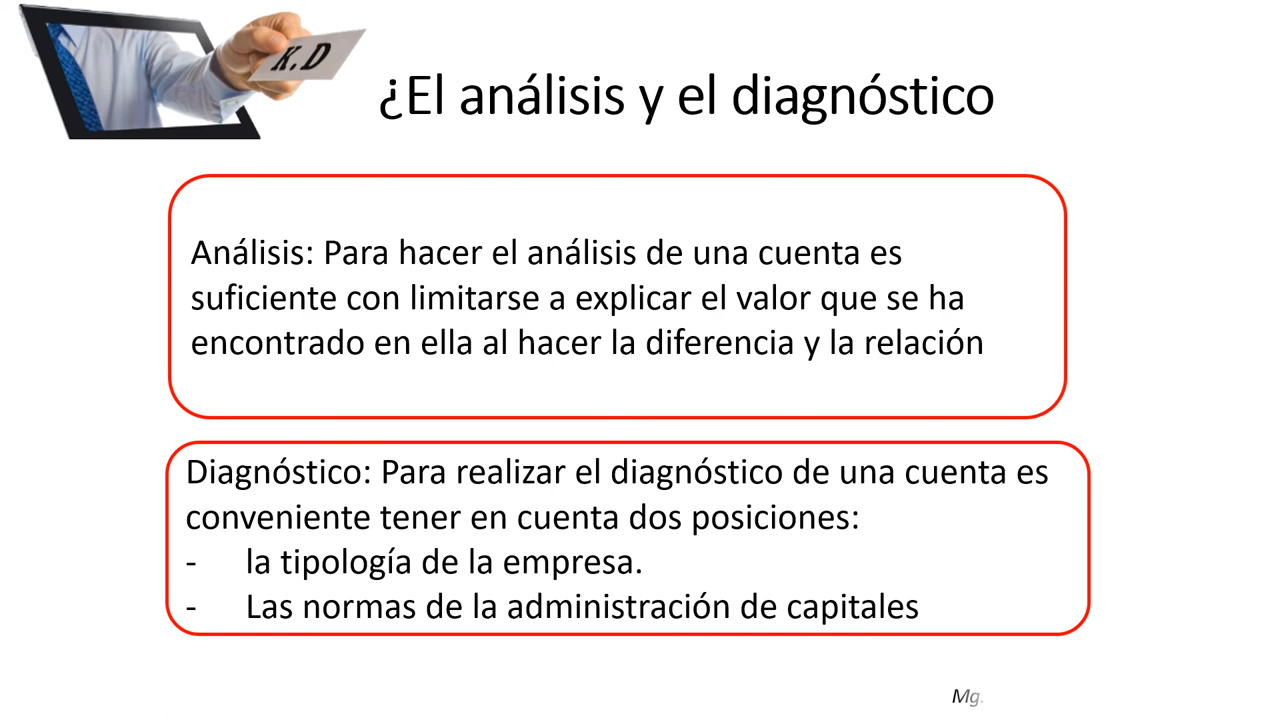 K.D
¿El análisis y el diagnóstico
Análisis: Para hacer el análisis de una cuenta es
suficiente con limitarse a explicar el valor que se ha
encontrado en ella al hacer la diferencia y la relación
Diagnóstico: Para realizar el diagnóstico de una cuenta es
conveniente tener en cuenta dos posiciones:
- la tipología de la empresa.
- Las normas de la administración de capitales
Mg.